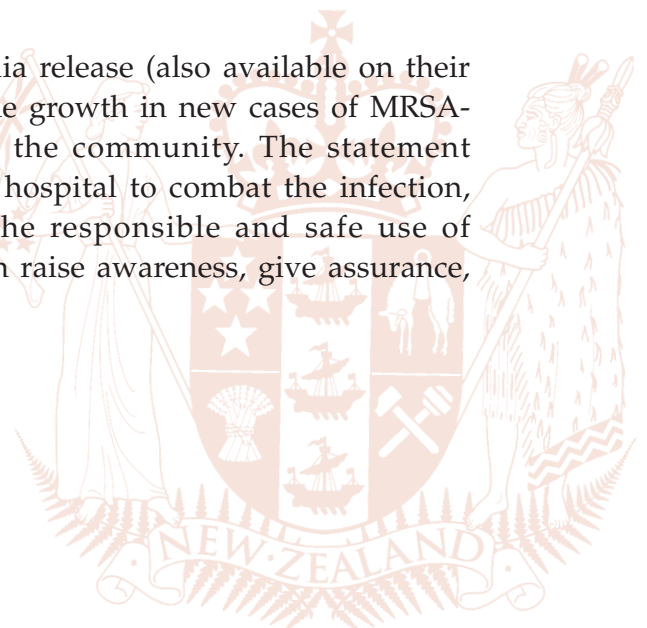 ia release (also available on their
e growth in new cases of MRSA-
the community. The statement
hospital to combat the infection,
he responsible and safe use of
n raise awareness, give assurance,
NEW·ZEALAND